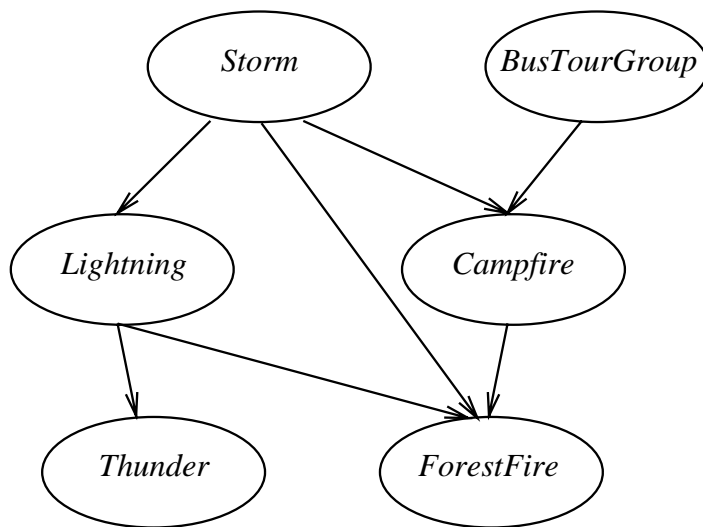 Storm
BusTourGroup
Lightning
Campfire
Thunder
ForestFire